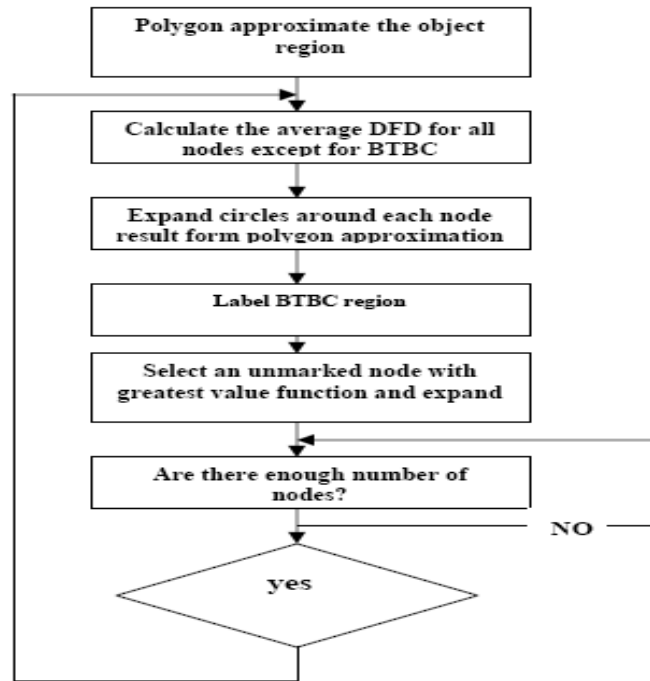 Polygon approximate the object
region
Calculate the average DFD for all
nodes except for BTBC
Expand circles around each node
result form polygon approximation
Label BTBC region
Select an unmarked node with
greatest value function and expand
Are there enough number of
nodes?
NO
yes